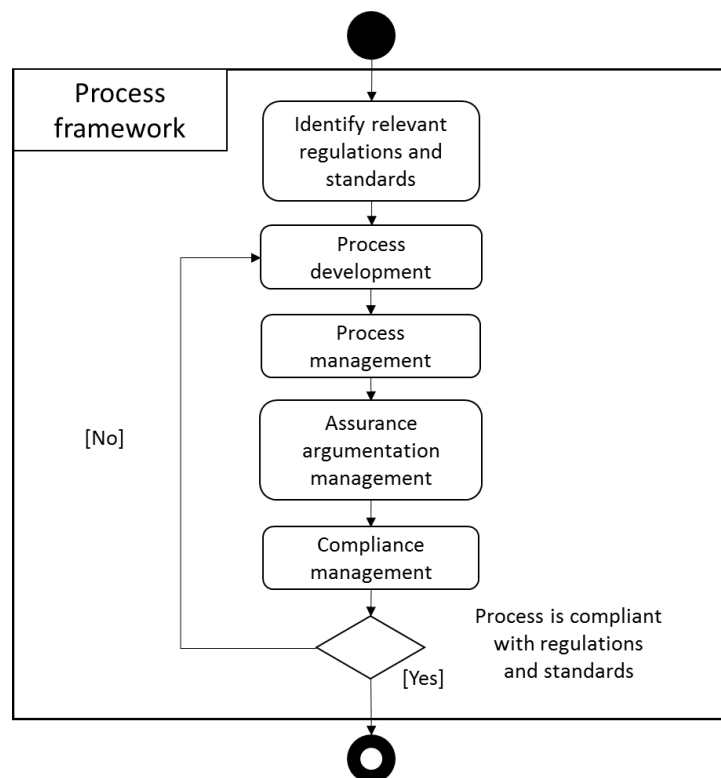 Process
framework
Identify relevant
regulations and
standards
Process
development
Process
management
[No]
Assurance
argumentation
management
Compliance
management
Process is compliant
with regulations
and standards
[Yes]